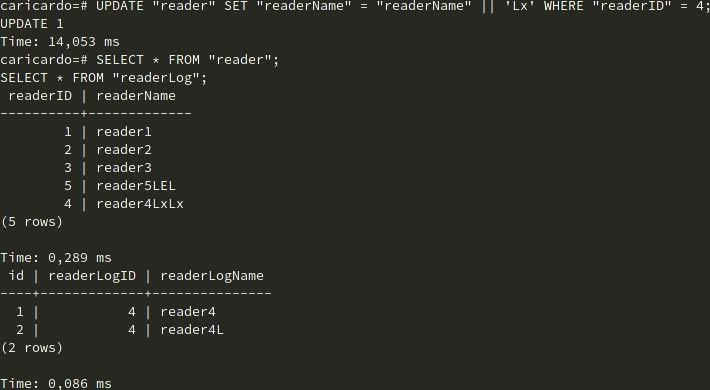 caricardo=# UPDATE "reader" SET "readerName" = "readerName" || 'Lx' WHERE "readerID" = 4;
UPDATE 1
Time: 14,053 ms
caricardo=# SELECT * FROM "reader";
SELECT * FROM "readerLog";
 readerID | readerName
----------+-------------
        1 | reader1
        2 | reader2
        3 | reader3
        5 | reader5LEL
        4 | reader4LxLx
(5 rows)

Time: 0,289 ms
 id | readerLogID | readerLogName
----+-------------+---------------
  1 |           4 | reader4
  2 |           4 | reader4L
(2 rows)

Time: 0,086 ms